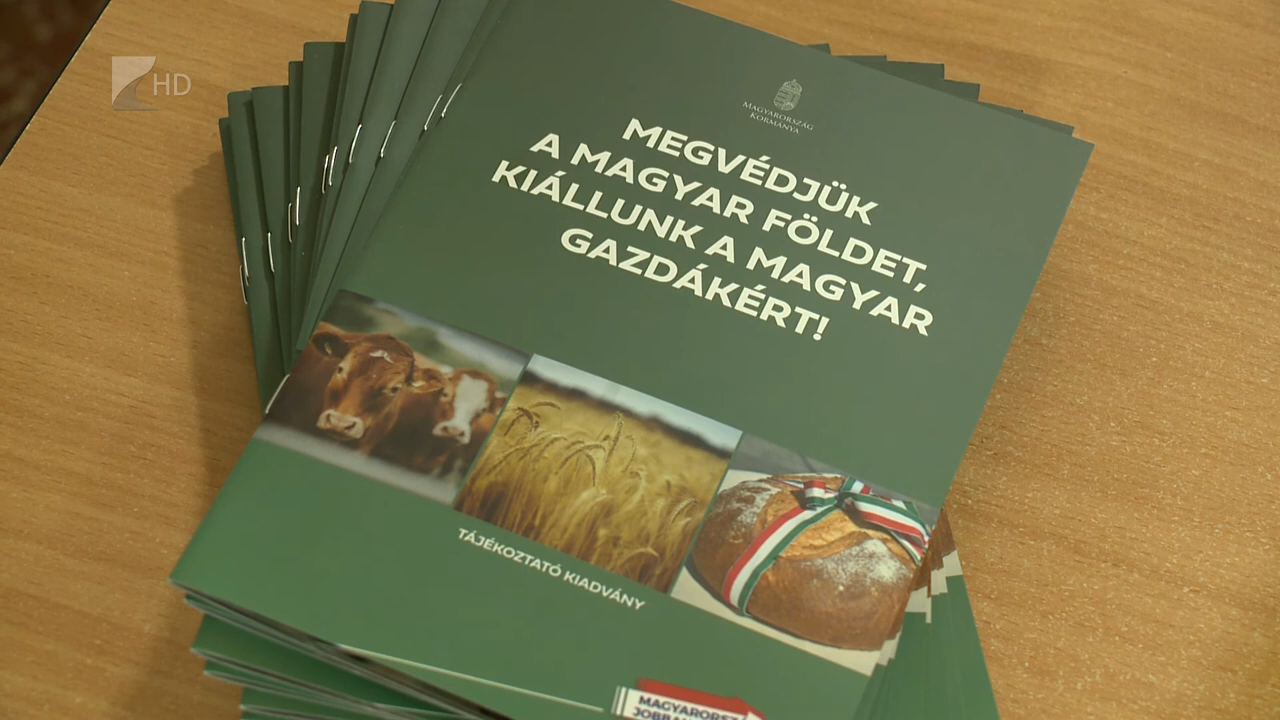 HD
MAGYARORSZÁG
KORMÁNYA
MEGVÉDJÜK
A MAGYAR FÖLDET,
KIÁLLUNK A MAGYAR
GAZDÁKÉRT!
TÁJÉKOZTATÓ KIADVÁNY